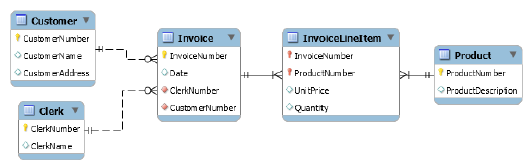 Customer
CustomerNumber
CustomerName
CustomerAddress
Clerk
ClerkNumber
ClerkName
Invoice
InvoiceNumber
Date
ClerkNumber
CustomerNumber
InvoiceLineItem
InvoiceNumber
ProductNumber
UnitPrice
Quantity
Product
ProductNumber
ProductDescription